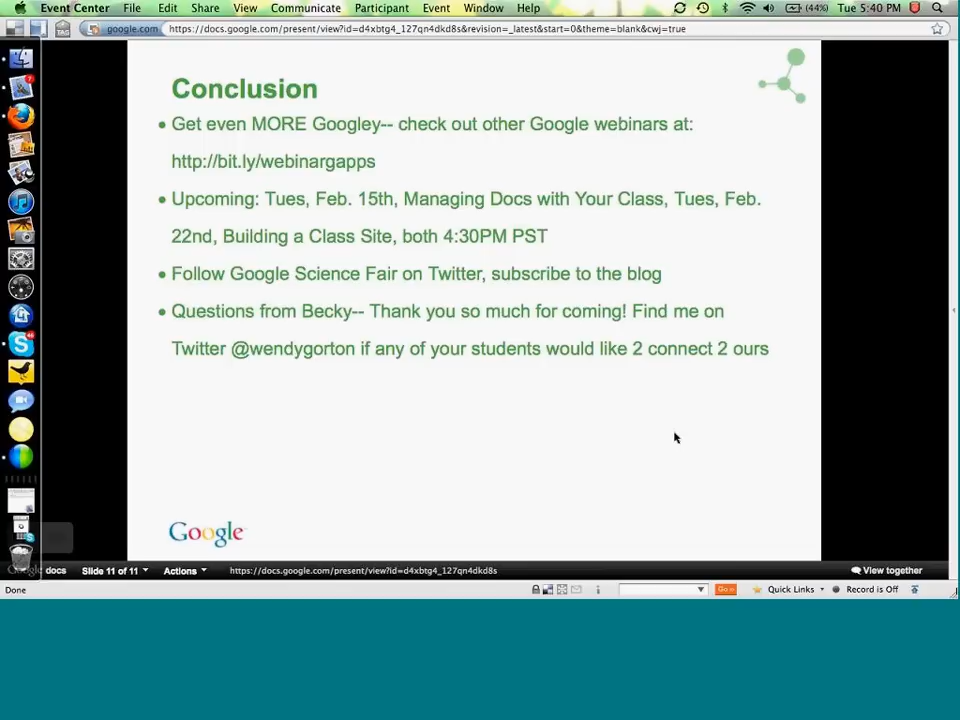 Event Center File Edit Share View Communicate Participant Event Window Help (44%) Tue 5:40 PM
TAG google.com https://docs.google.com/present/view?id=d4xbtg4_127qn4dkd8s&revision=_latest&start=0&theme=blank&cwj=true
Conclusion
• Get even MORE Googley-- check out other Google webinars at:
http://bit.ly/webinargapps
• Upcoming: Tues, Feb. 15th, Managing Docs with Your Class, Tues, Feb.
22nd, Building a Class Site, both 4:30PM PST
• Follow Google Science Fair on Twitter, subscribe to the blog
• Questions from Becky-- Thank you so much for coming! Find me on
Twitter @wendygorton if any of your students would like 2 connect 2 ours
Google
Google docs Slide 11 of 11 Actions https://docs.google.com/present/view?id=d4xbtg4_127qn4dkd8s View together
Done Go Quick Links Record is Off